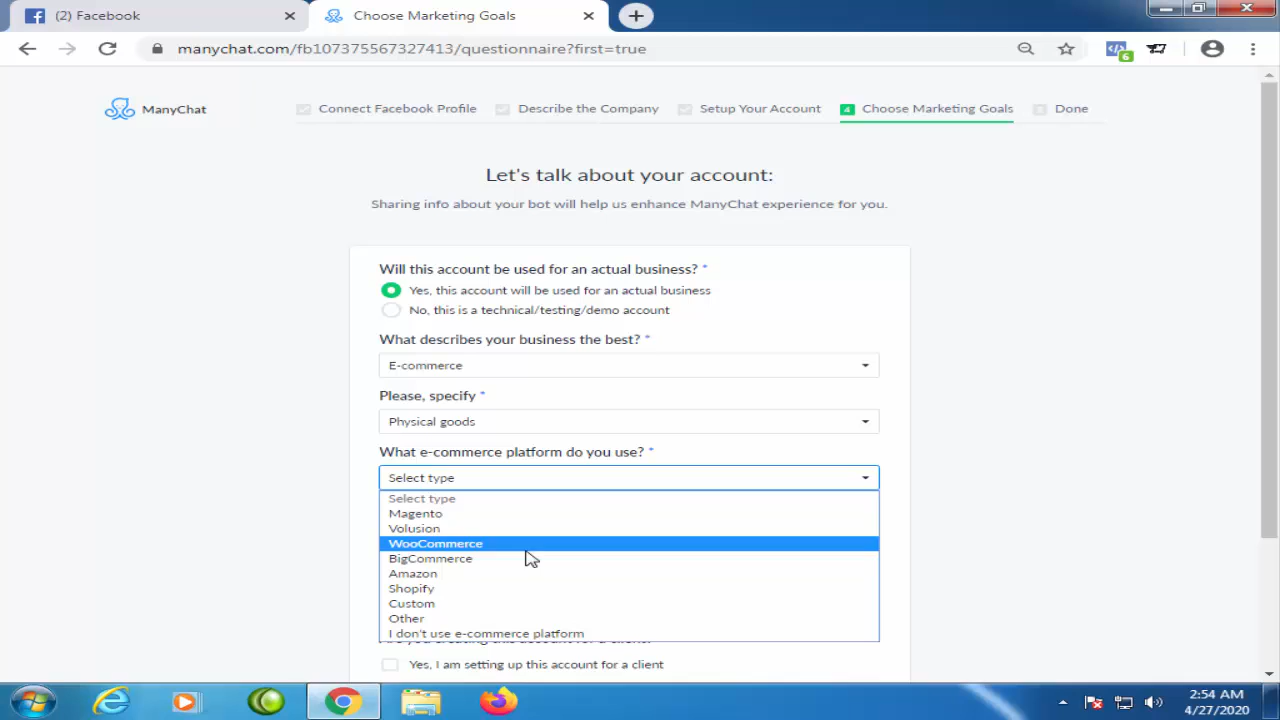 (2) Facebook
Choose Marketing Goals
manychat.com/fb107375567327413/questionnaire?first=true
6
ManyChat
Connect Facebook Profile
Describe the Company
Setup Your Account
4 Choose Marketing Goals
Done
Let's talk about your account:
Sharing info about your bot will help us enhance ManyChat experience for you.
Will this account be used for an actual business? *
Yes, this account will be used for an actual business
No, this is a technical/testing/demo account
What describes your business the best? *
E-commerce
Please, specify *
Physical goods
What e-commerce platform do you use? *
Select type
Select type
Magento
Volusion
WooCommerce
BigCommerce
Amazon
Shopify
Custom
Other
I don't use e-commerce platform
Yes, I am setting up this account for a client
2:54 AM
4/27/2020